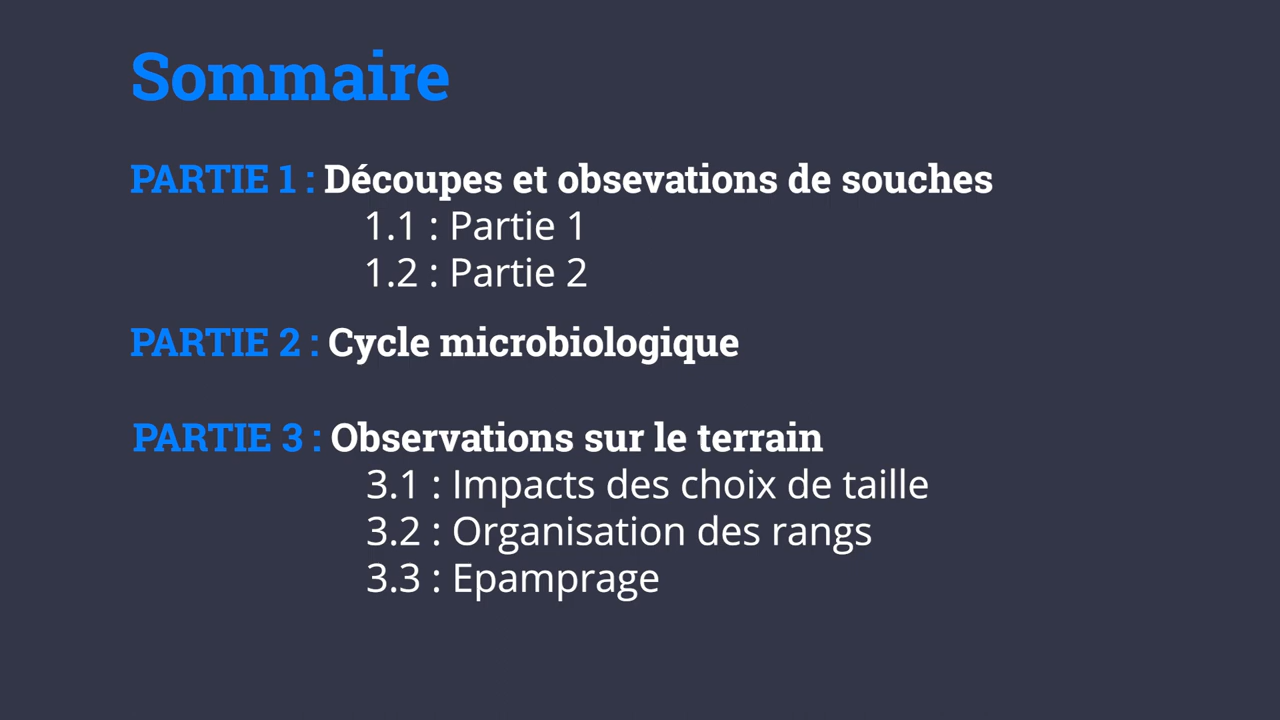 Sommaire
PARTIE 1 : Découpes et obsevations de souches
1.1 : Partie 1
1.2 : Partie 2
PARTIE 2 : Cycle microbiologique
PARTIE 3 : Observations sur le terrain
3.1 : Impacts des choix de taille
3.2 : Organisation des rangs
3.3 : Epamprage